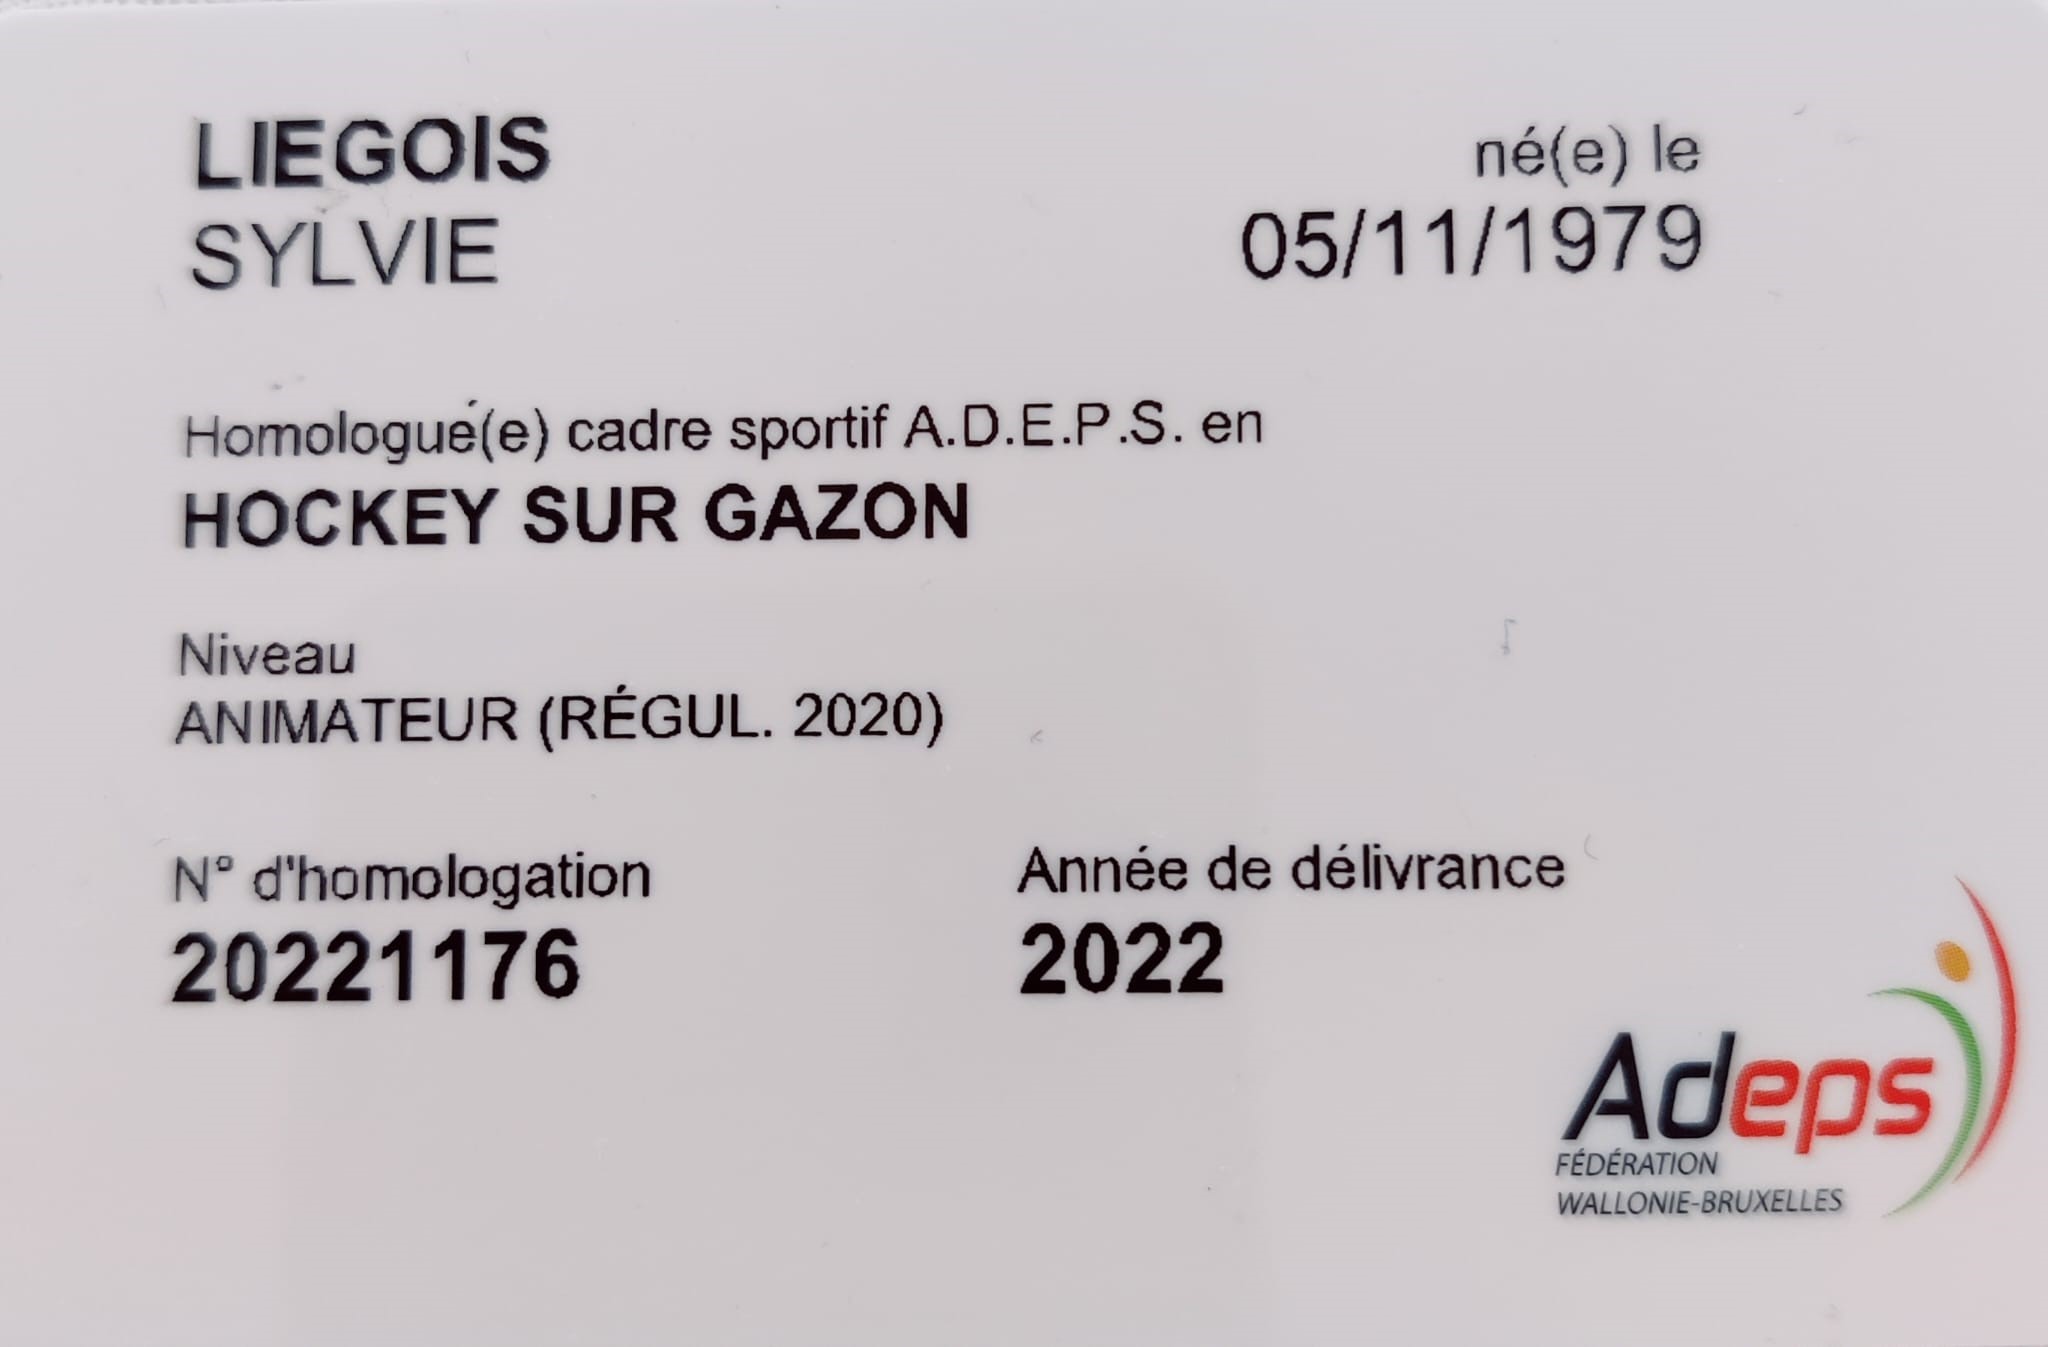 LIEGOIS
SYLVIE
né(e) le
05/11/1979
Homologué(e) cadre sportif A.D.E.P.S. en
HOCKEY SUR GAZON
Niveau
ANIMATEUR (RÉGUL. 2020)
N° d'homologation
20221176
Année de délivrance
2022
Adeps
FÉDÉRATION
WALLONIE-BRUXELLES